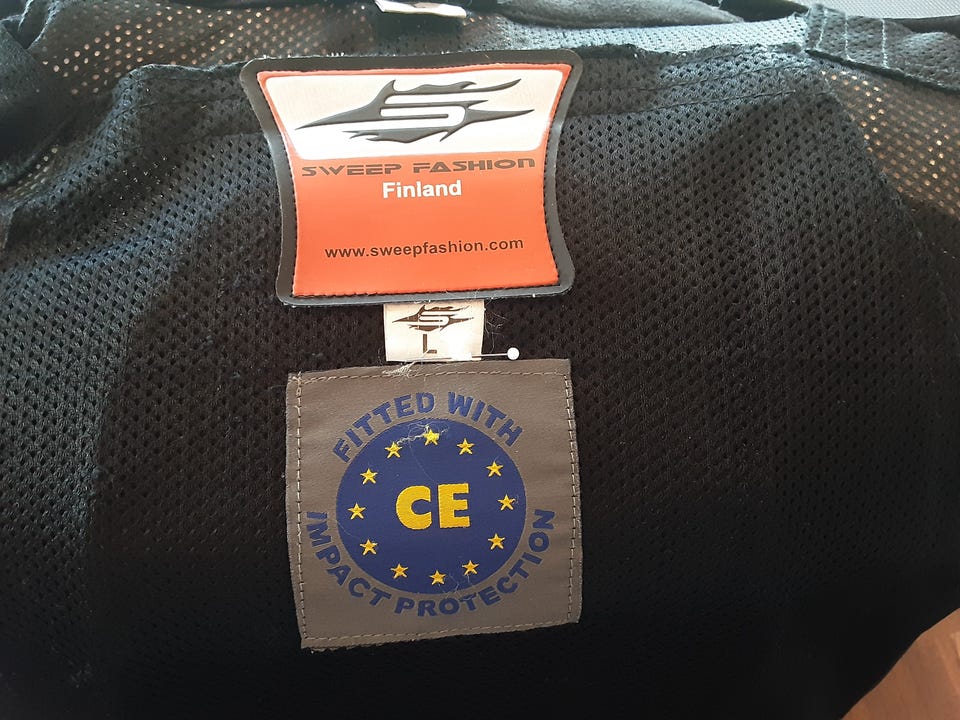 S
SWEEP FASHION
Finland
www.sweepfashion.com
S
L
FITTED WITH
CE
IMPACT PROTECTION